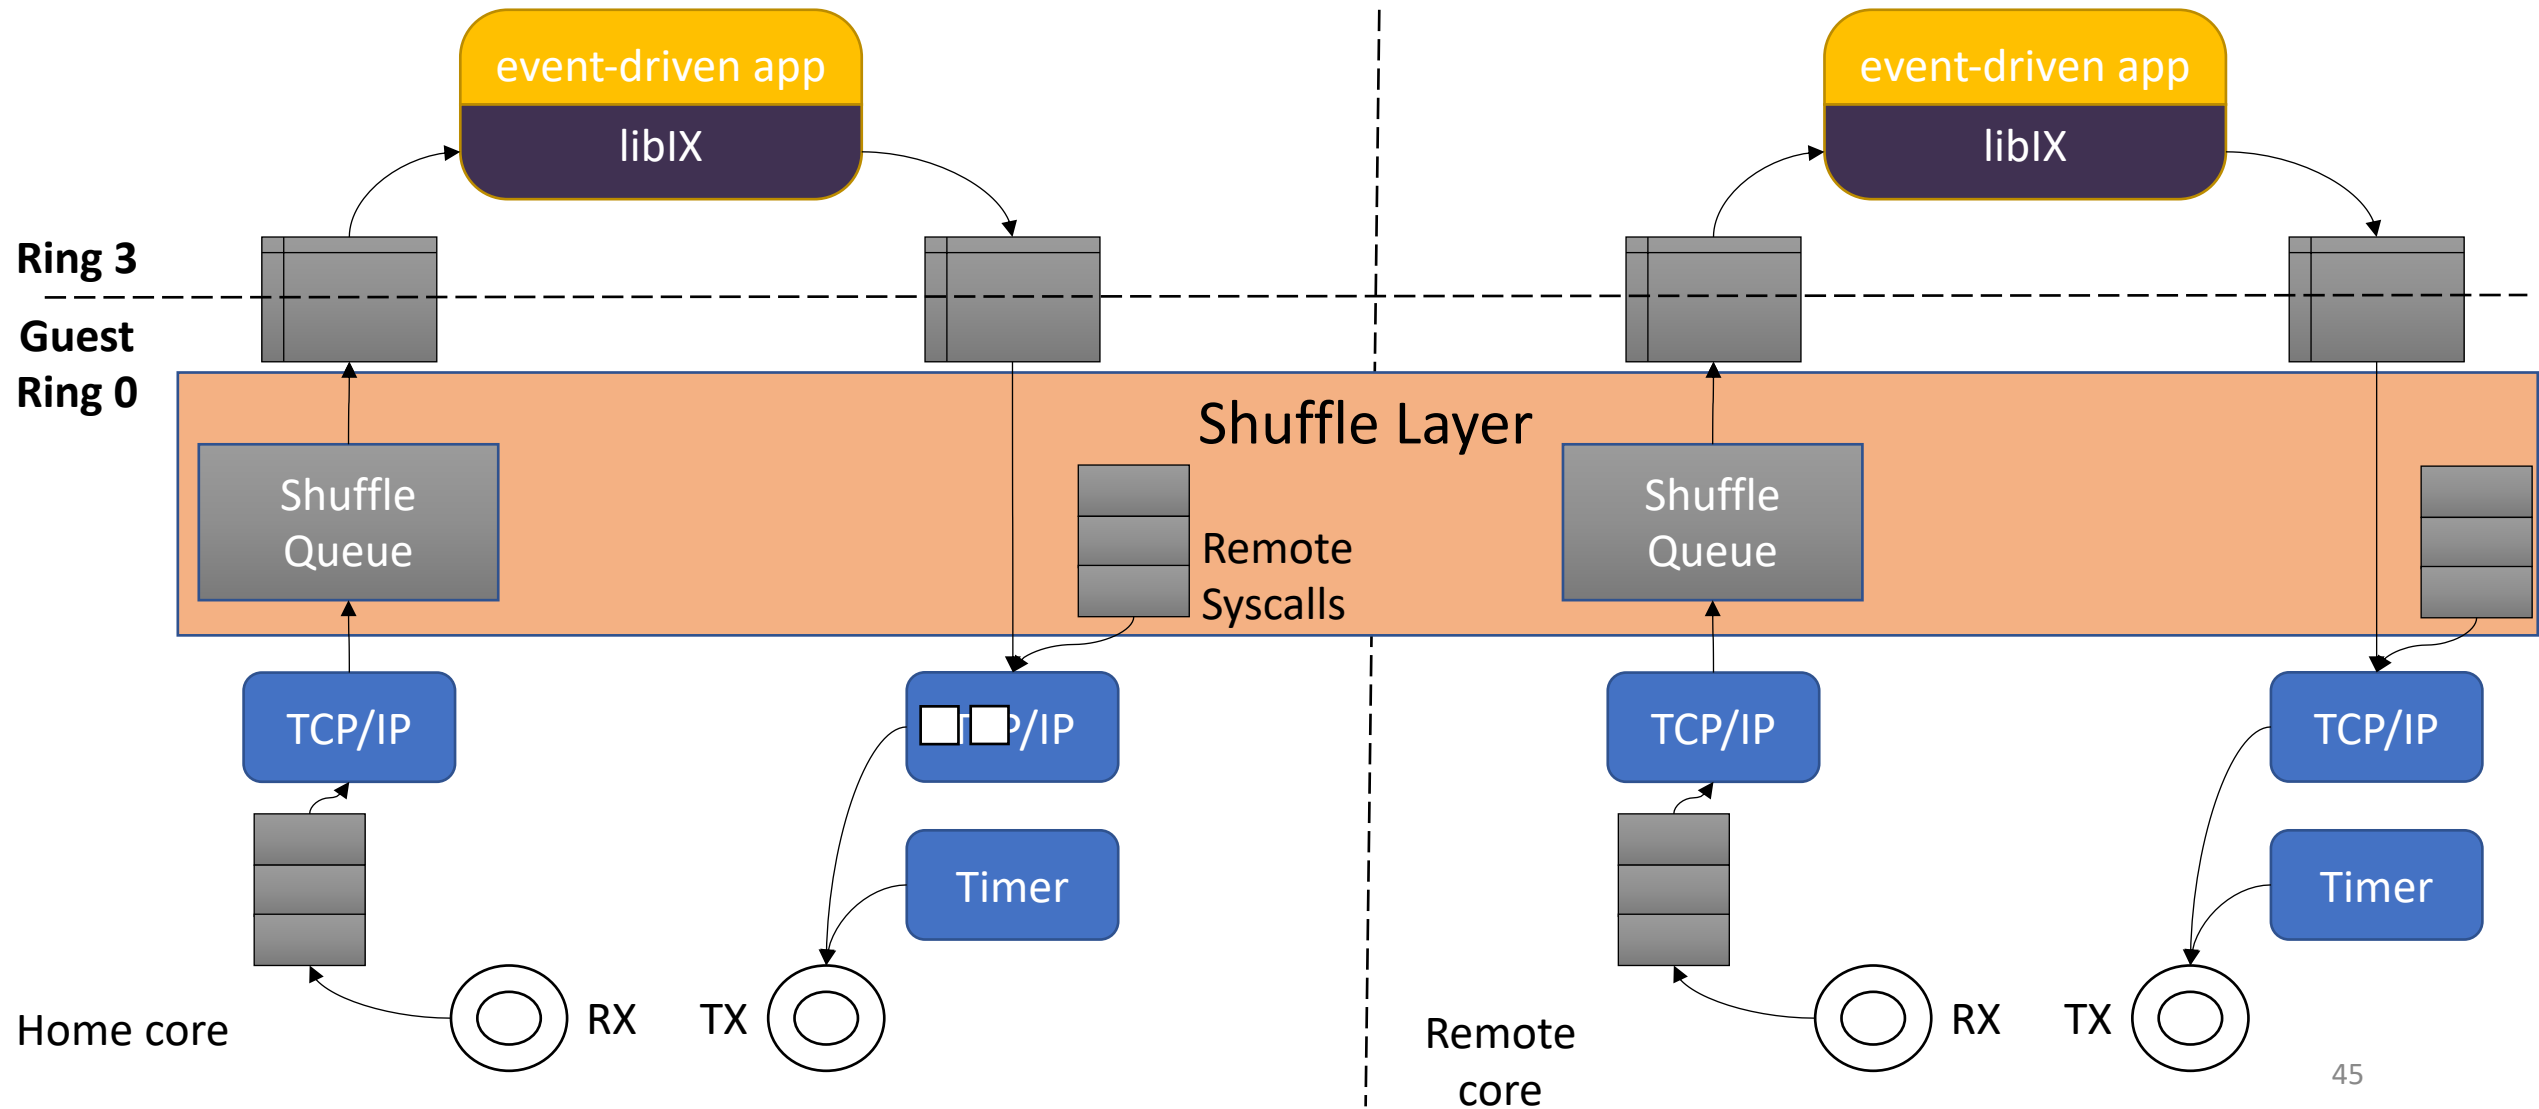 event-driven app
libIX
event-driven app
libIX
Ring 3
Guest
Ring 0
Shuffle Layer
Shuffle
Queue
Remote
Syscalls
Shuffle
Queue
TCP/IP
P/IP
TCP/IP
TCP/IP
Timer
Timer
Home core
RX
TX
Remote
core
RX
TX
45